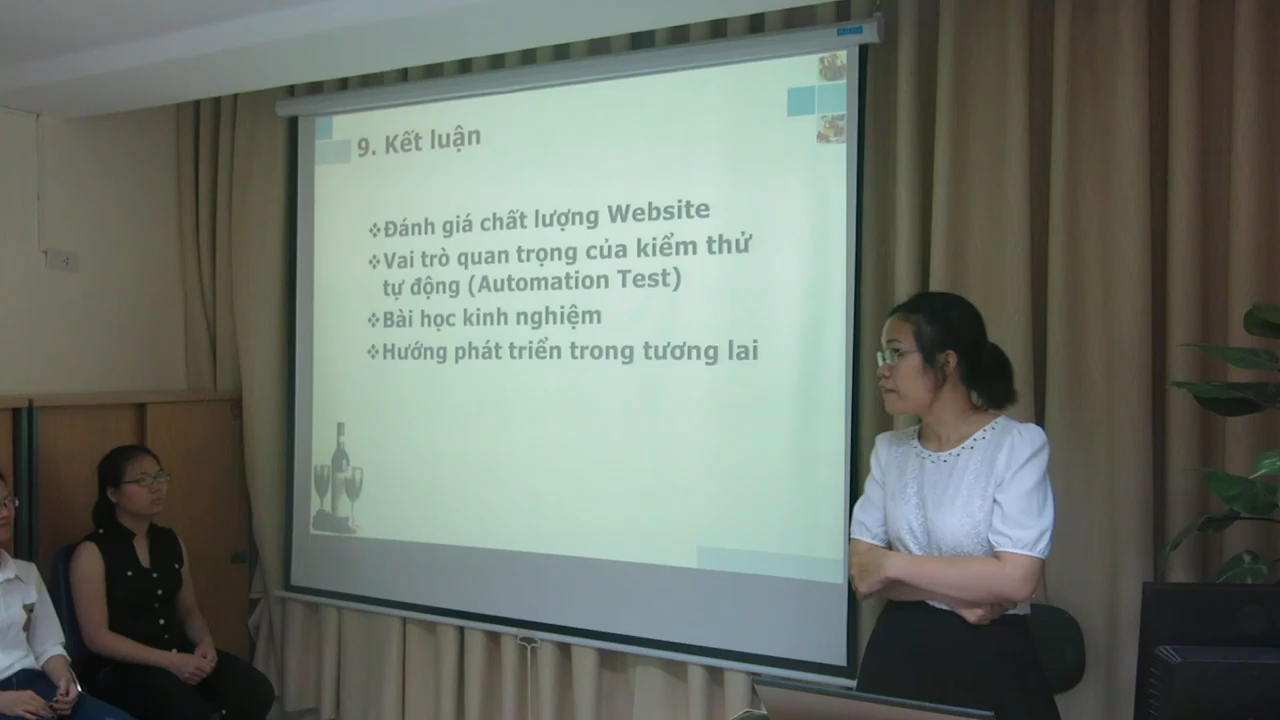 9. Kết luận
❖Đánh giá chất lượng Website
❖Vai trò quan trọng của kiểm thử
tự động (Automation Test)
❖Bài học kinh nghiệm
❖Hướng phát triển trong tương lai